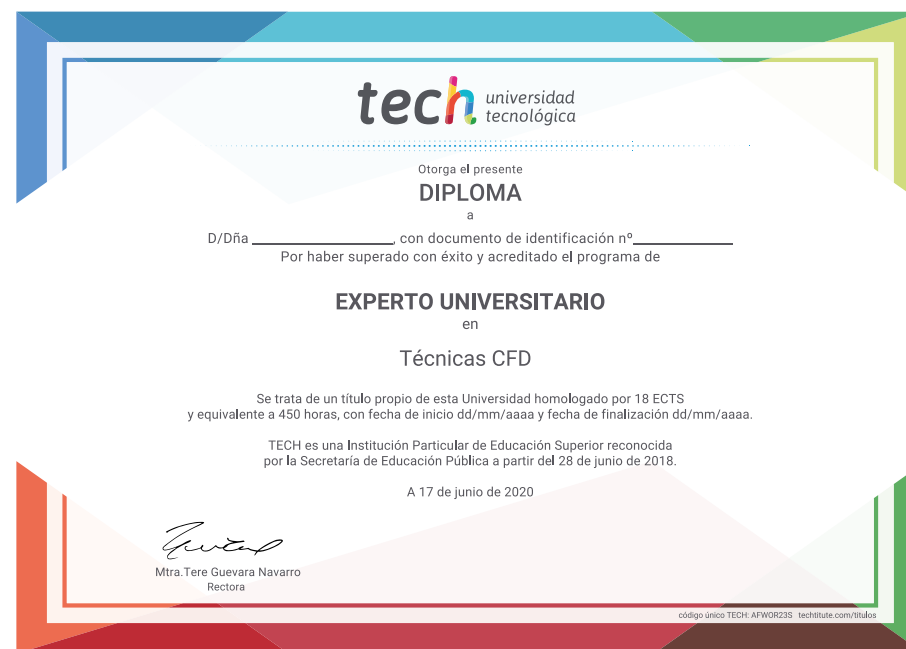 tech universidad
tecnológica
Otorga el presente
DIPLOMA
a
D/Dña ____________________, con documento de identificación nº______________
Por haber superado con éxito y acreditado el programa de
EXPERTO UNIVERSITARIO
en
Técnicas CFD
Se trata de un título propio de esta Universidad homologado por 18 ECTS
y equivalente a 450 horas, con fecha de inicio dd/mm/aaaa y fecha de finalización dd/mm/aaaa.
TECH es una Institución Particular de Educación Superior reconocida
por la Secretaría de Educación Pública a partir del 28 de junio de 2018.
A 17 de junio de 2020
Mtra.Tere Guevara Navarro
Rectora
código único TECH: AFWOR23S techtitute.com/titulos